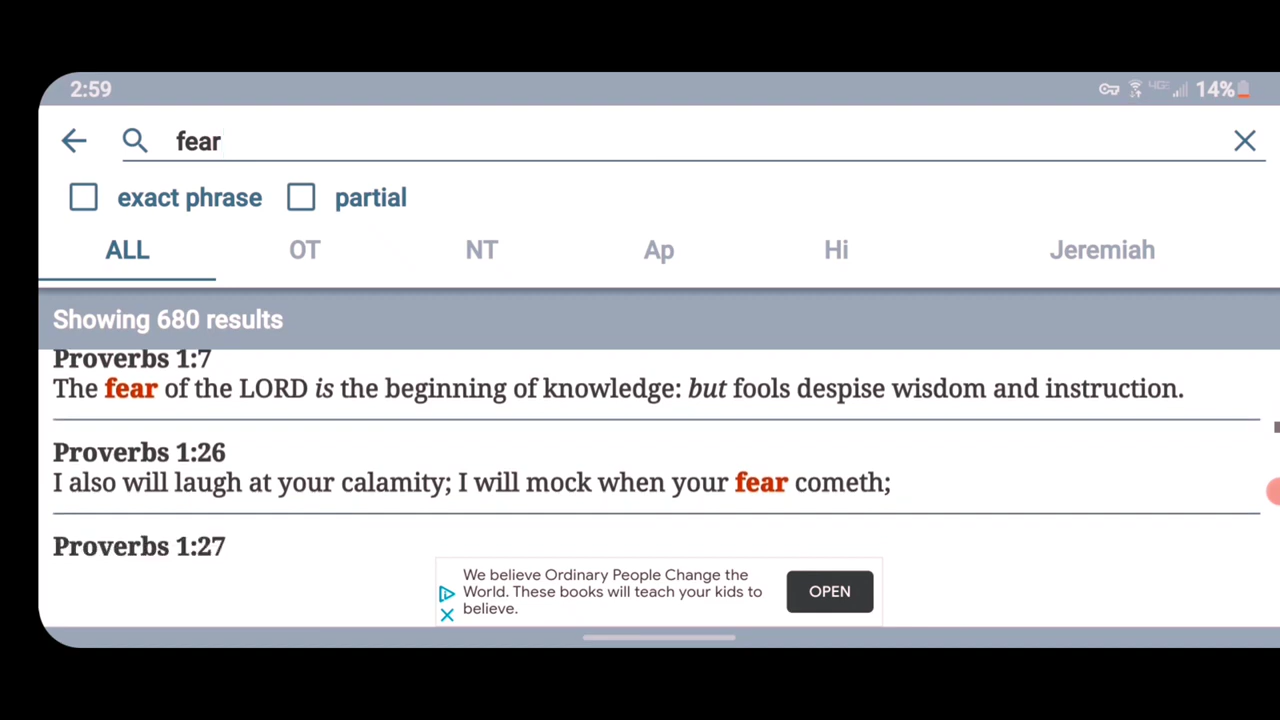 2:59 4GE 14%
fear
exact phrase partial
ALL OT NT Ap Hi Jeremiah
Showing 680 results
Proverbs 1:7
The fear of the LORD is the beginning of knowledge: but fools despise wisdom and instruction.
Proverbs 1:26
I also will laugh at your calamity; I will mock when your fear cometh;
Proverbs 1:27
We believe Ordinary People Change the
World. These books will teach your kids to
believe.
OPEN